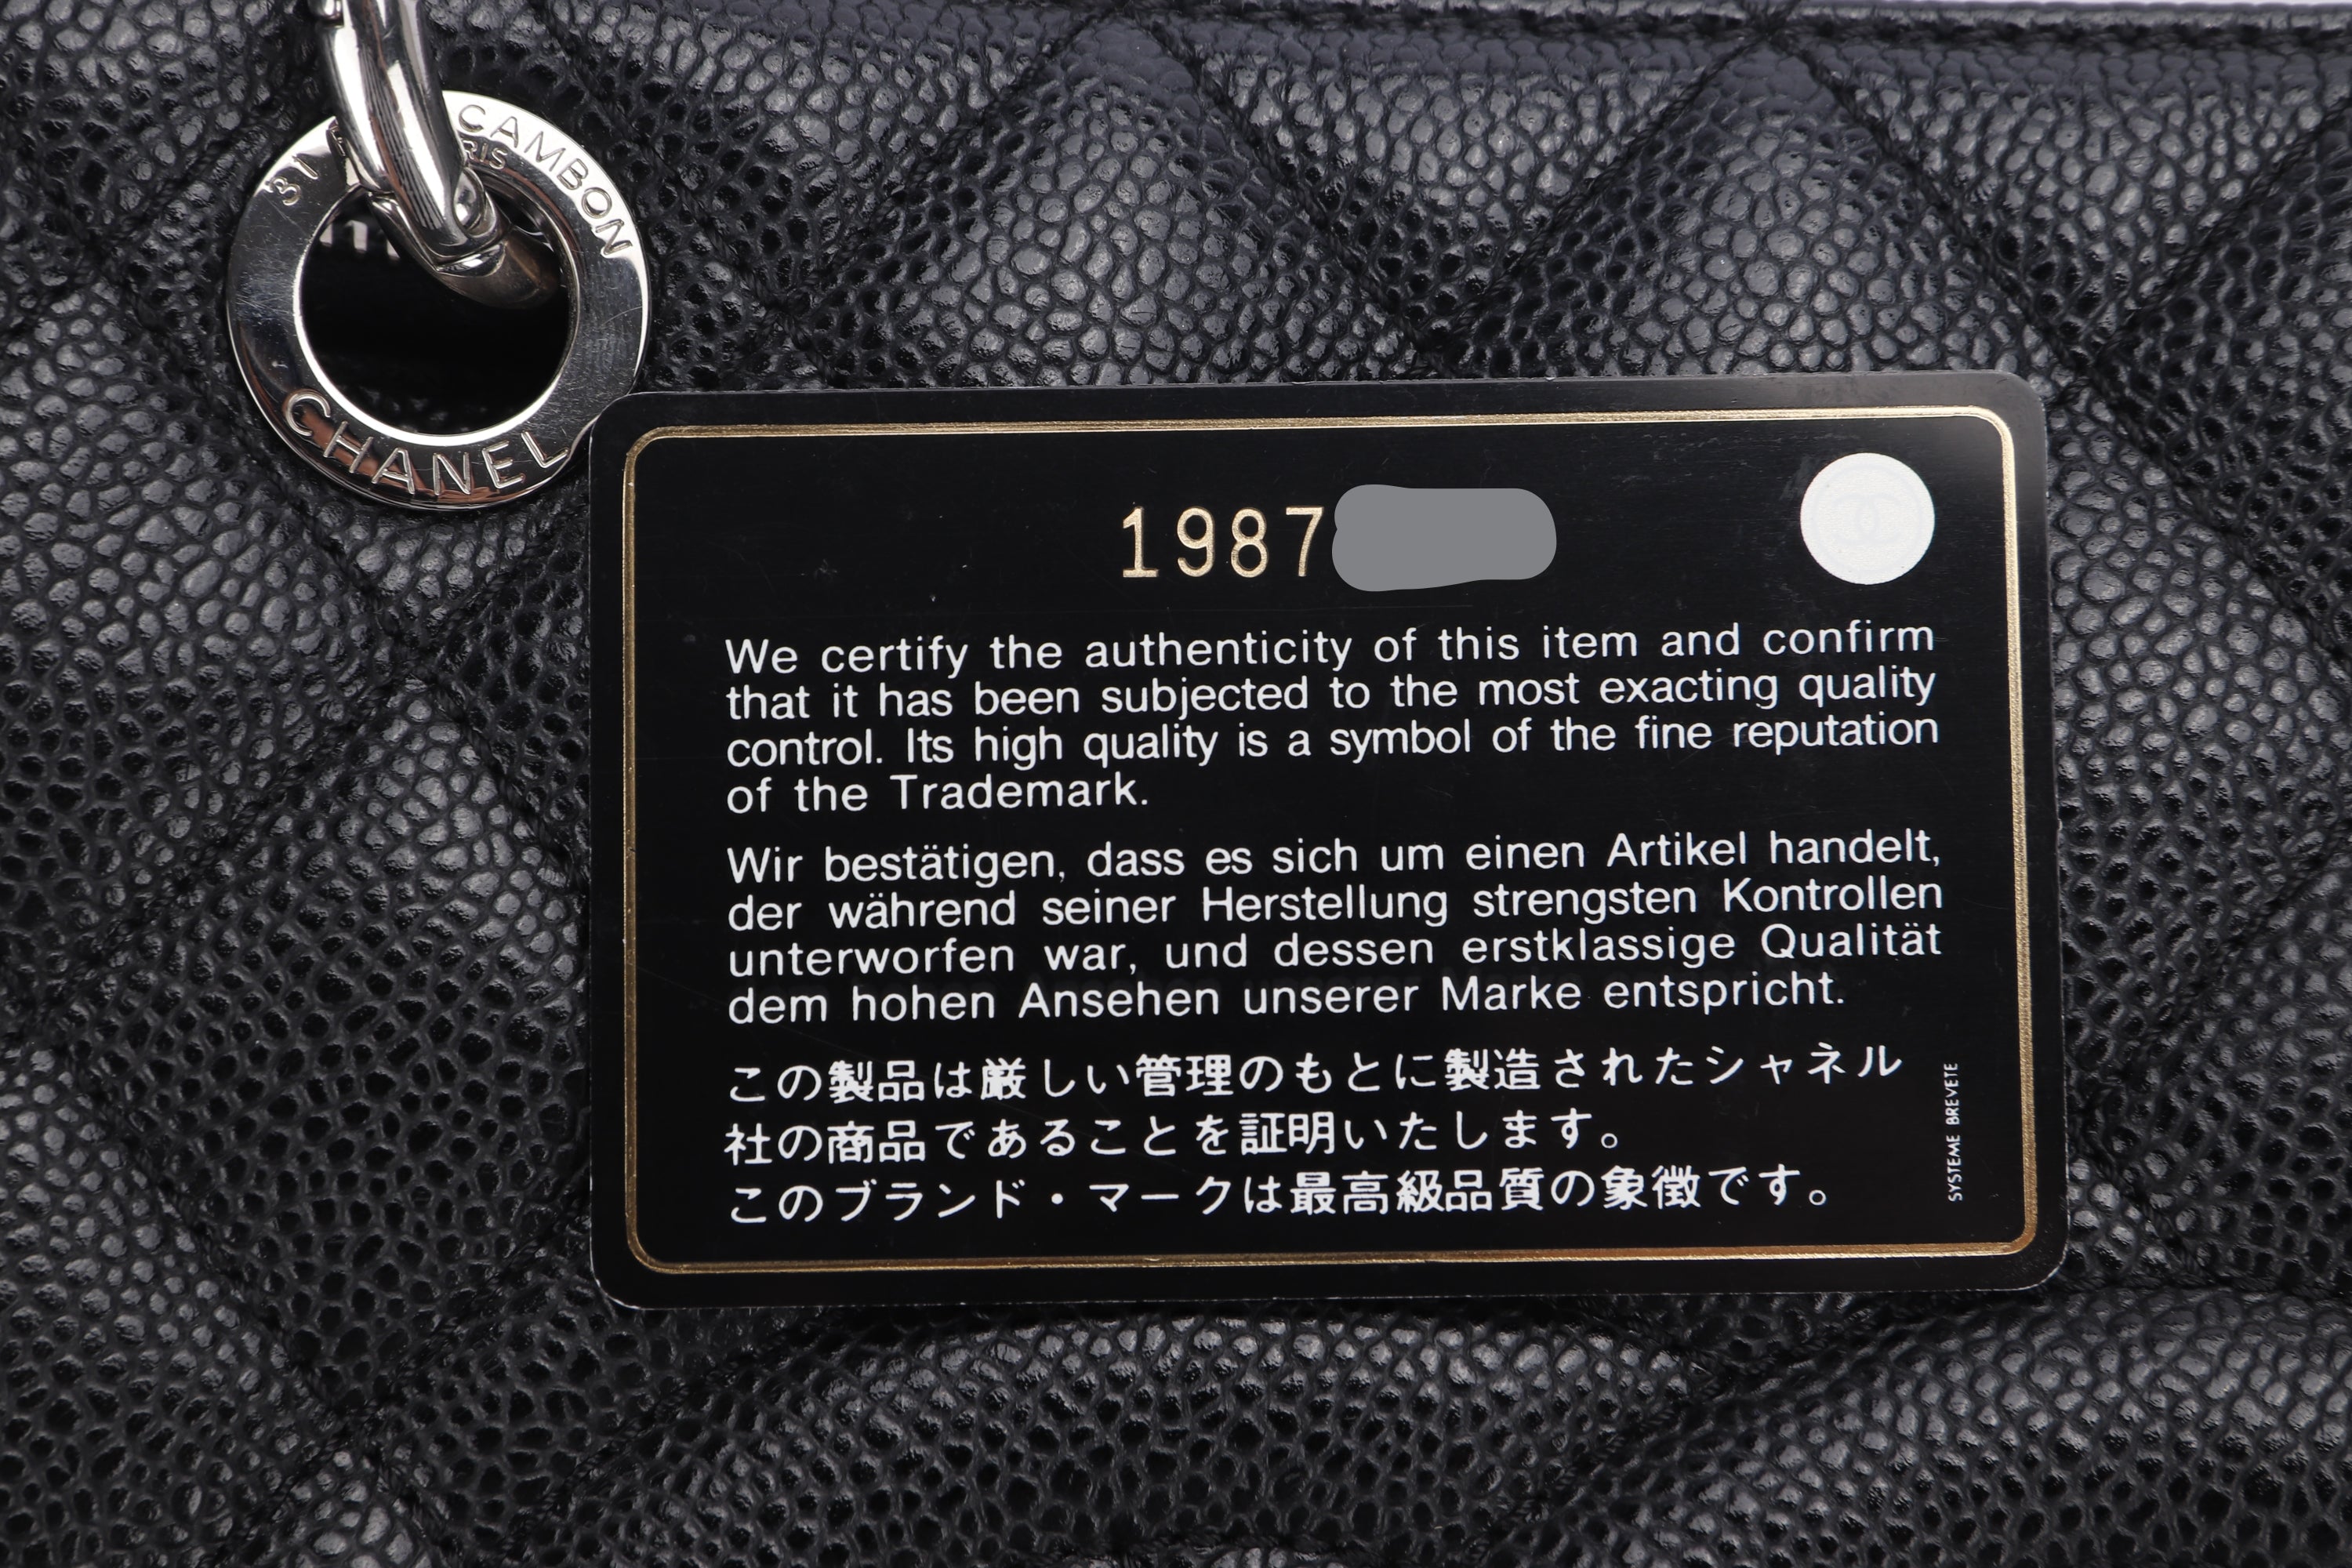 31 CAMBON
CHANEL
1987
We certify the authenticity of this item and confirm
that it has been subjected to the most exacting quality
control. Its high quality is a symbol of the fine reputation
of the Trademark.
Wir bestätigen, dass es sich um einen Artikel handelt,
der während seiner Herstellung strengsten Kontrollen
unterworfen war, und dessen erstklassige Qualität
dem hohen Ansehen unserer Marke entspricht.
この製品は厳しい管理のもとに製造されたシャネル
社の商品であることを証明いたします。
このブランド・マークは最高級品質の象徴です。
SYSTEME BREVETE